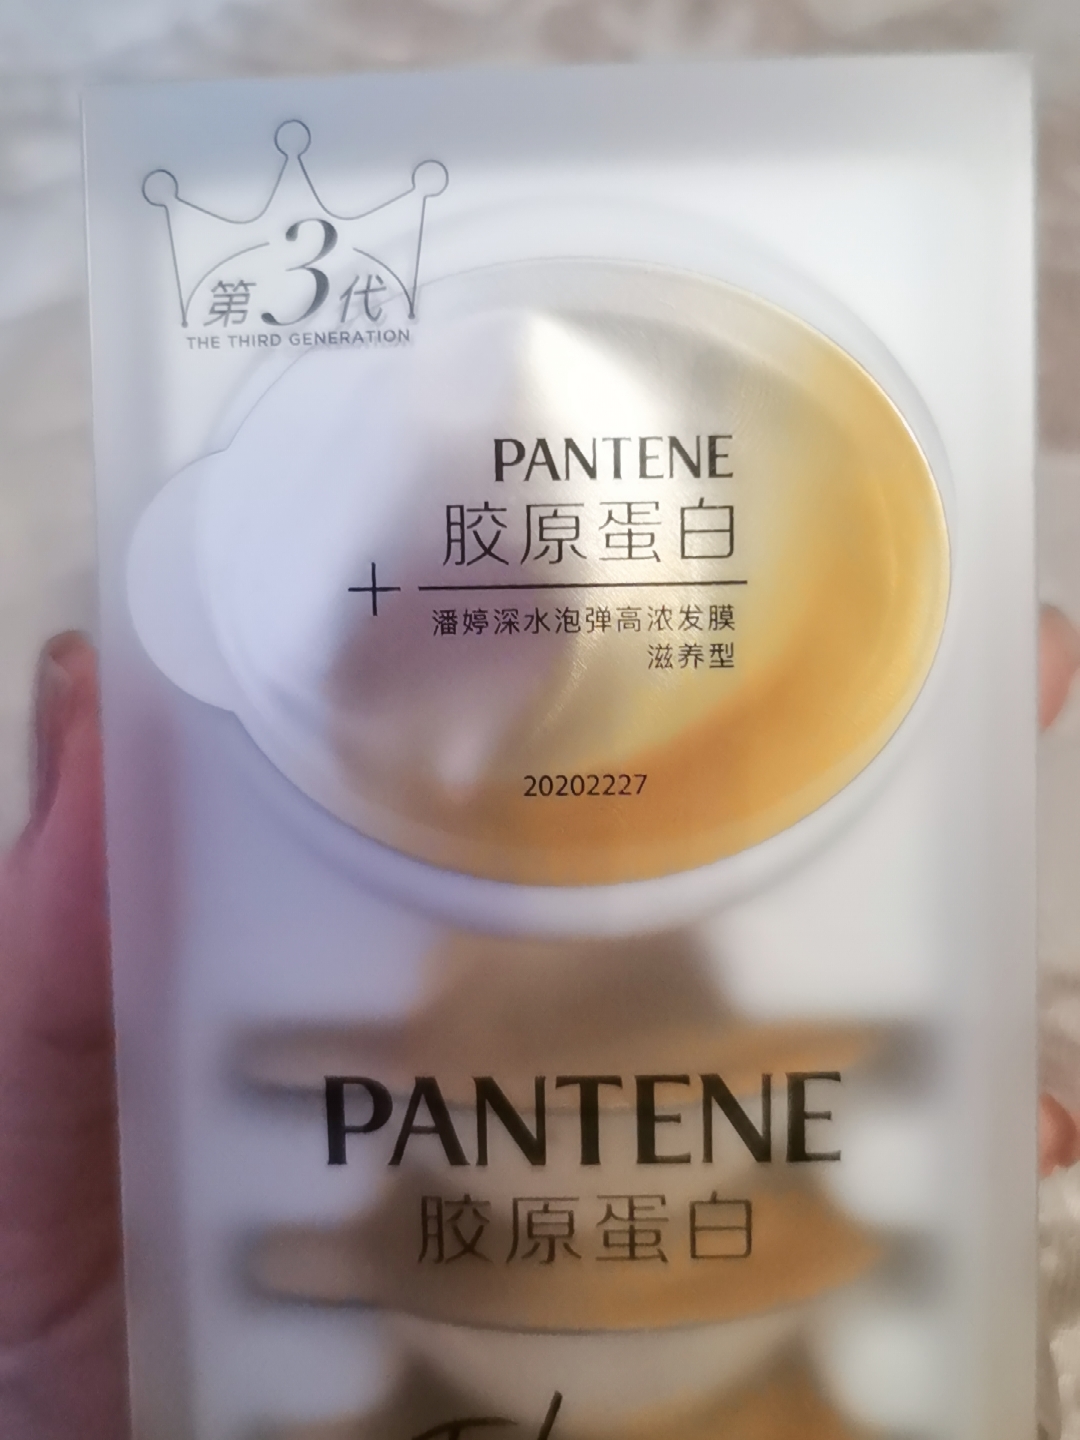 第3代
THE THIRD GENERATION
PANTENE
胶原蛋白
+
潘婷深水泡弹高浓发膜
滋养型
20202227
PANTENE
胶原蛋白